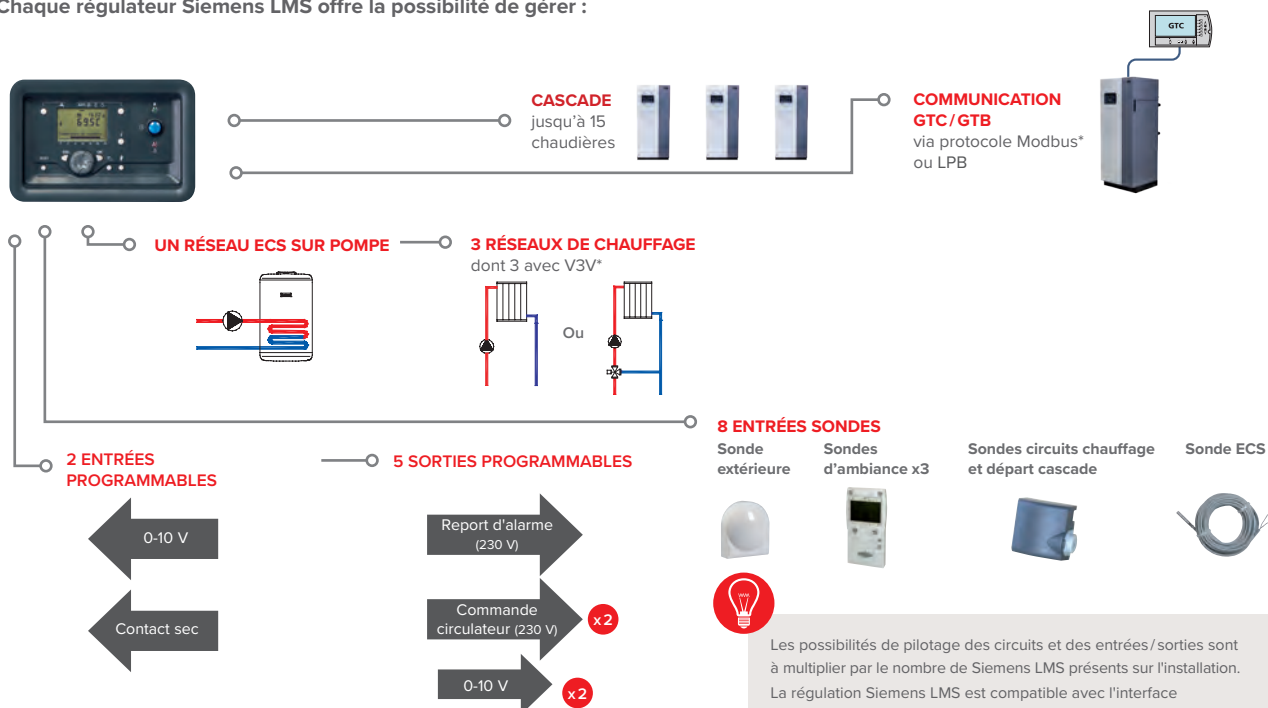 Chaque régulateur Siemens LMS offre la possibilité de gérer :
GTC
CASCADE
jusqu'à 15
chaudières
COMMUNICATION
GTC / GTB
via protocole Modbus*
ou LPB
UN RÉSEAU ECS SUR POMPE
3 RÉSEAUX DE CHAUFFAGE
dont 3 avec V3V*
Ou
8 ENTRÉES SONDES
Sonde
extérieure
Sondes
d'ambiance x3
Sondes circuits chauffage
et départ cascade
Sonde ECS
2 ENTRÉES
PROGRAMMABLES
0-10 V
Contact sec
5 SORTIES PROGRAMMABLES
Report d'alarme
(230 V)
Commande
circulateur (230 V)
x 2
0-10 V
x 2
Les possibilités de pilotage des circuits et des entrées / sorties sont
à multiplier par le nombre de Siemens LMS présents sur l'installation.
La régulation Siemens LMS est compatible avec l'interface